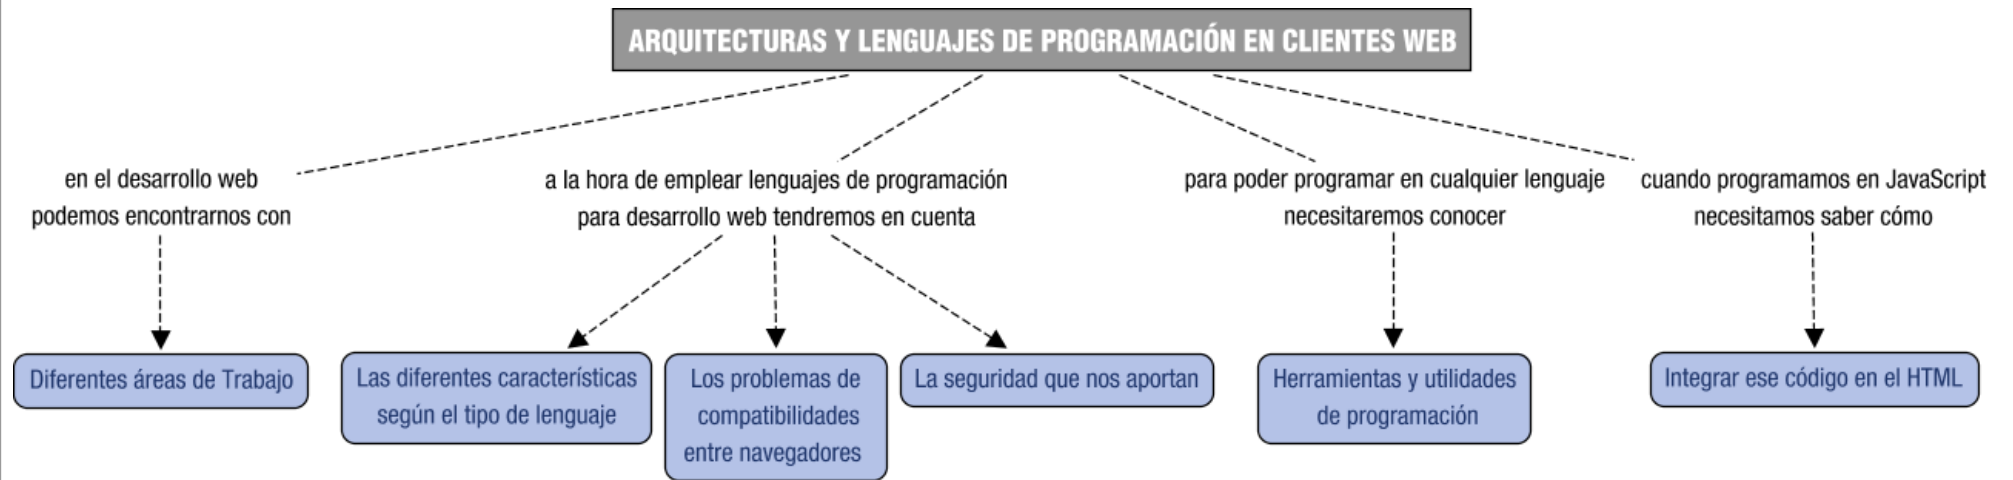 ARQUITECTURAS Y LENGUAJES DE PROGRAMACIÓN EN CLIENTES WEB
en el desarrollo web
podemos encontrarnos con
a la hora de emplear lenguajes de programación
para desarrollo web tendremos en cuenta
para poder programar en cualquier lenguaje
necesitaremos conocer
cuando programamos en JavaScript
necesitamos saber cómo
Diferentes áreas de Trabajo
Las diferentes características
según el tipo de lenguaje
Los problemas de
compatibilidades
entre navegadores
La seguridad que nos aportan
Herramientas y utilidades
de programación
Integrar ese código en el HTML